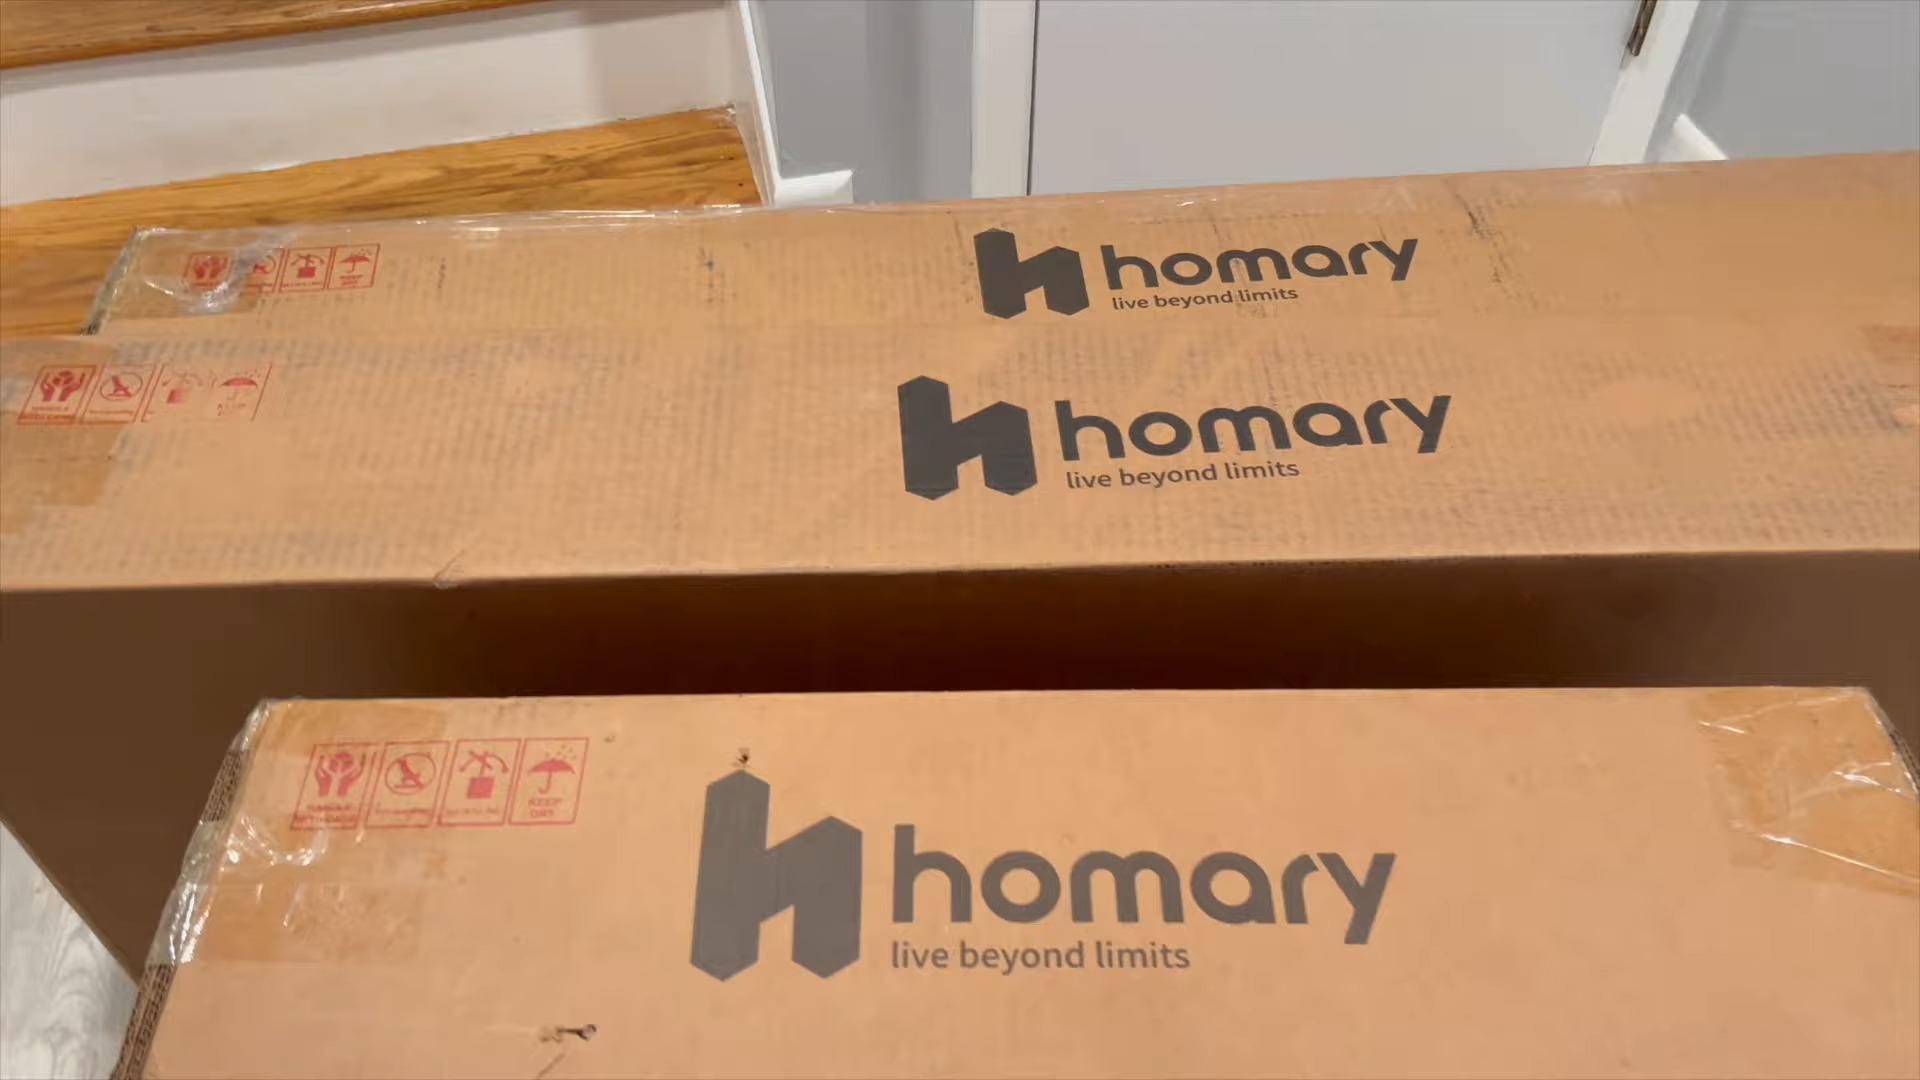 homary
live beyond limits
homary
live beyond limits
KEEP
DRY
homary
live beyond limits